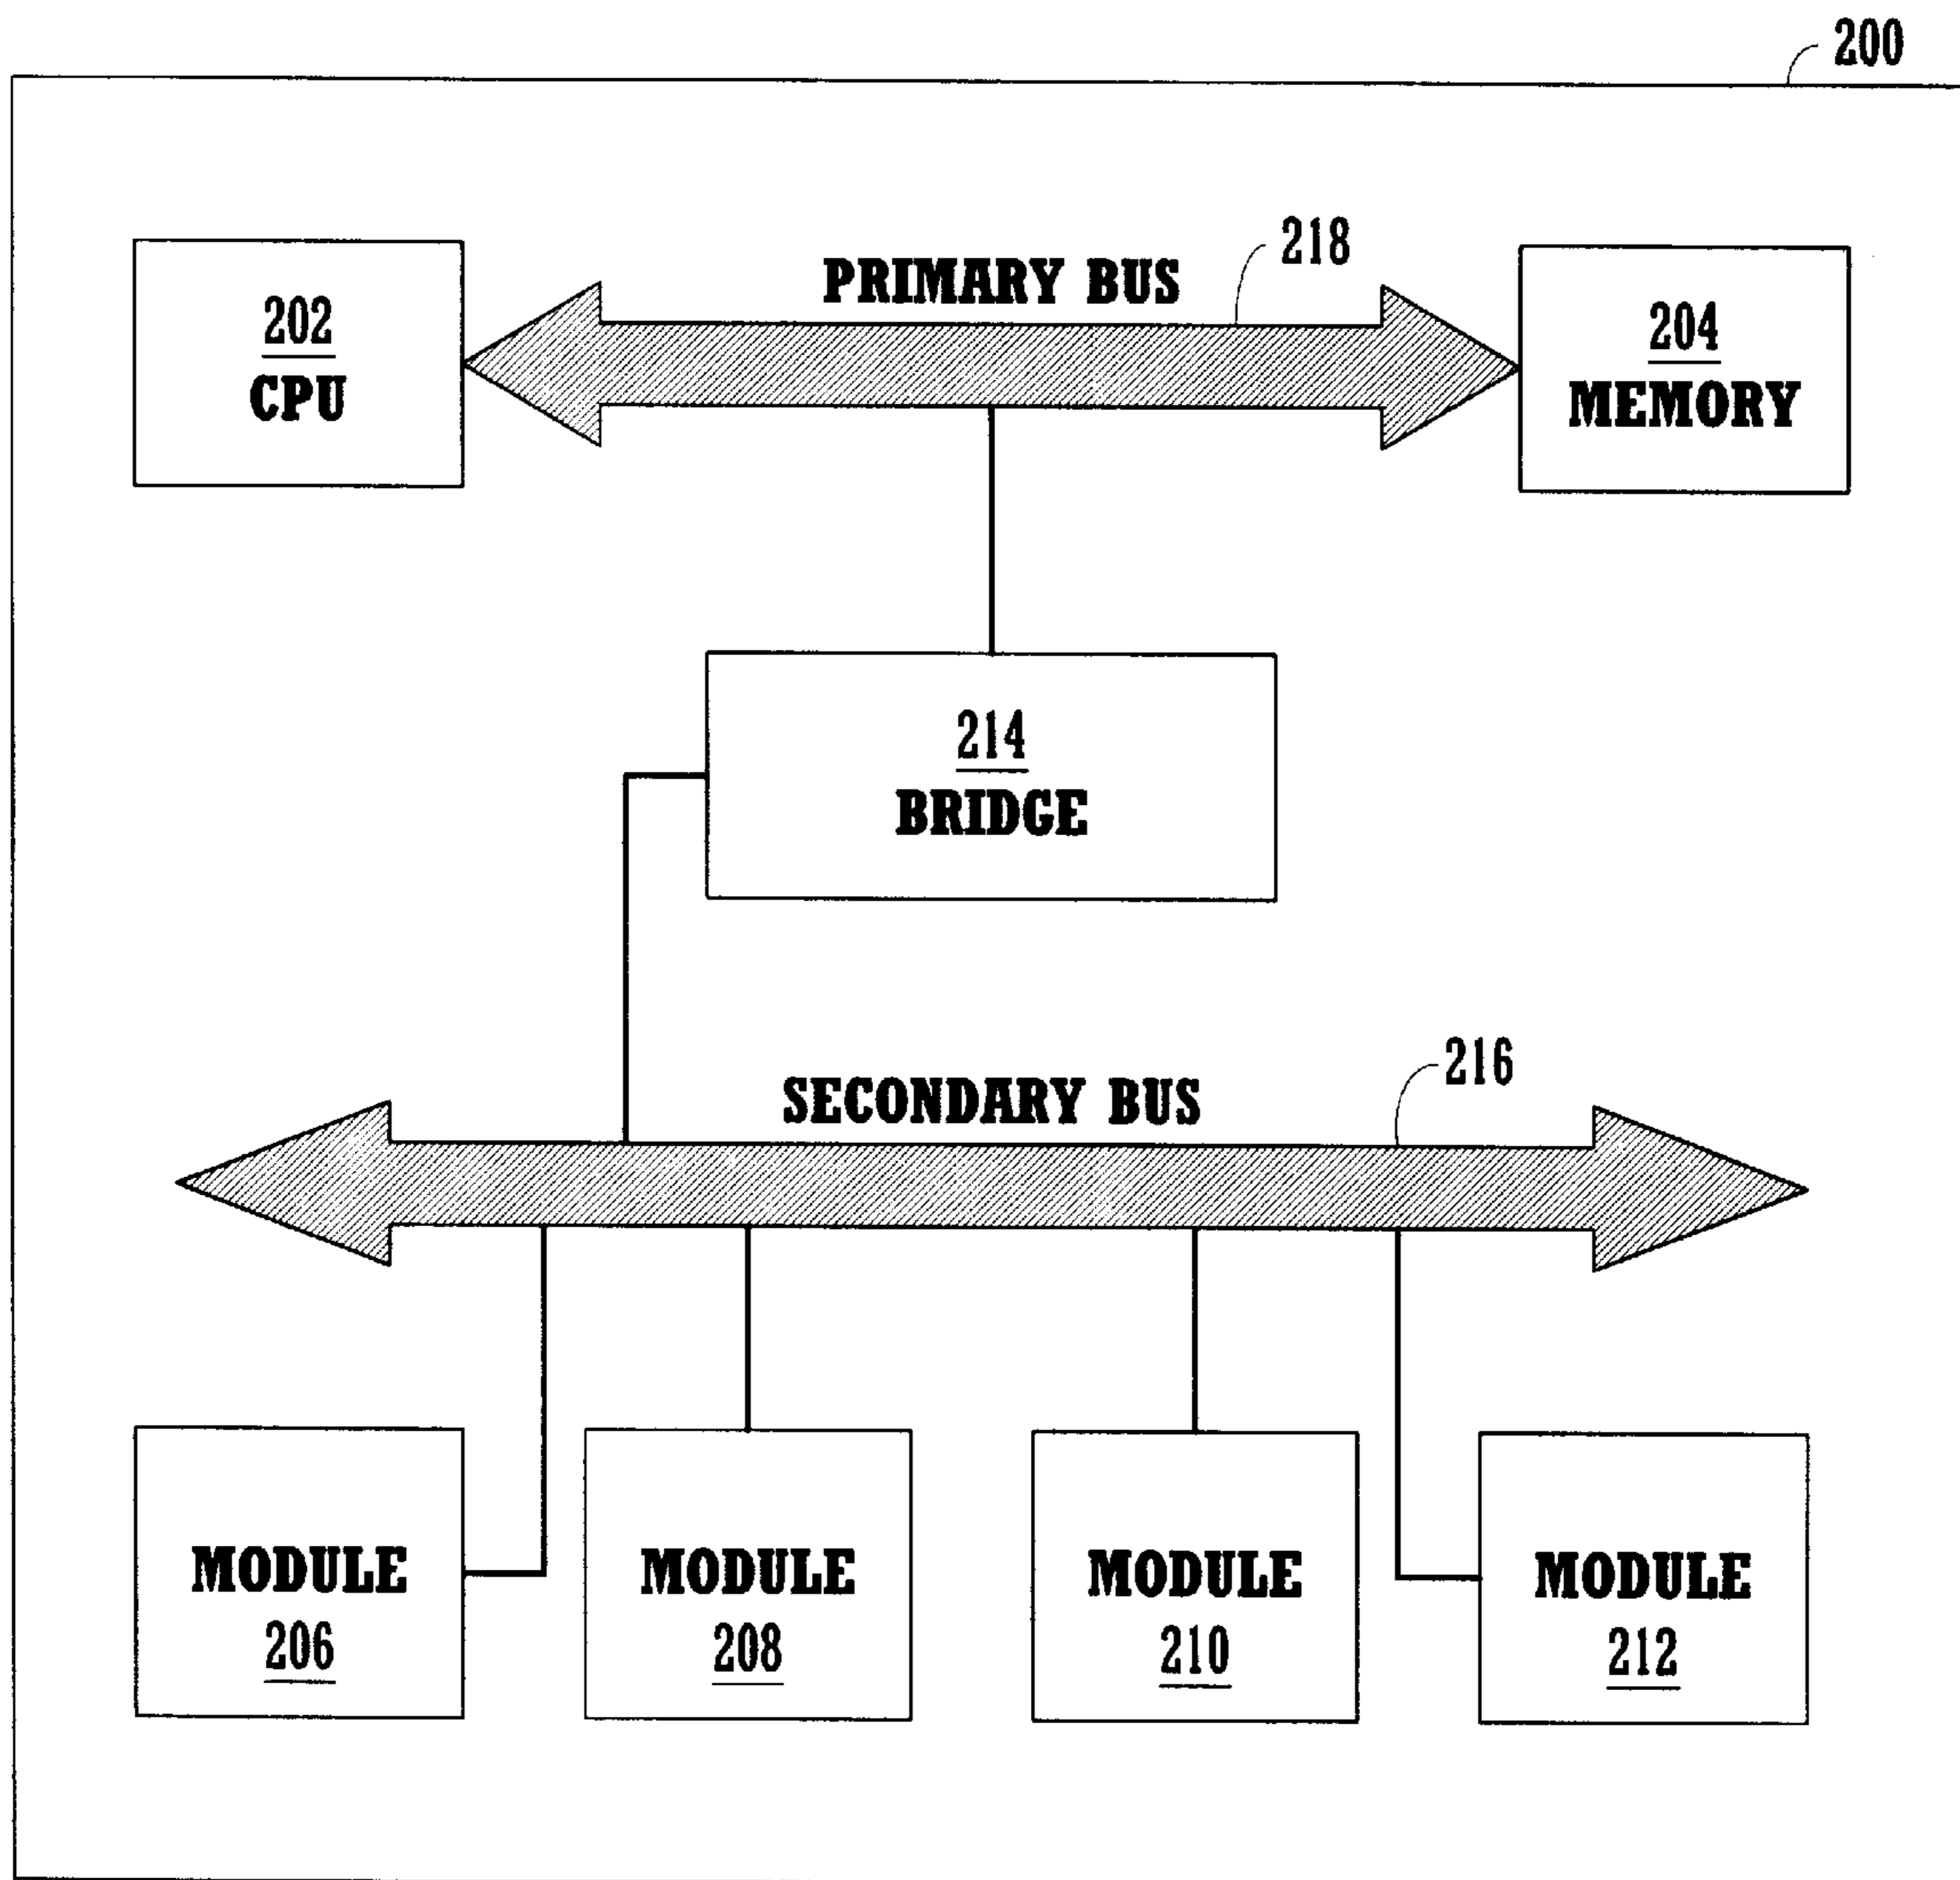 200
218
PRIMARY BUS
202
CPU
204
MEMORY
214
BRIDGE
216
SECONDARY BUS
MODULE
206
MODULE
208
MODULE
210
MODULE
212